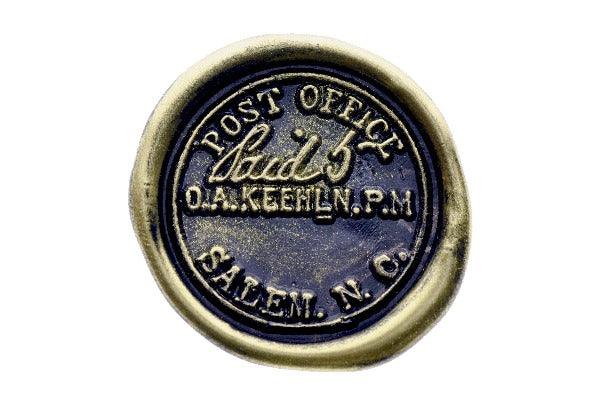 POST OFFICE
Paid 5
O.A.KEEHLN.P.M
SALEM. N. C.